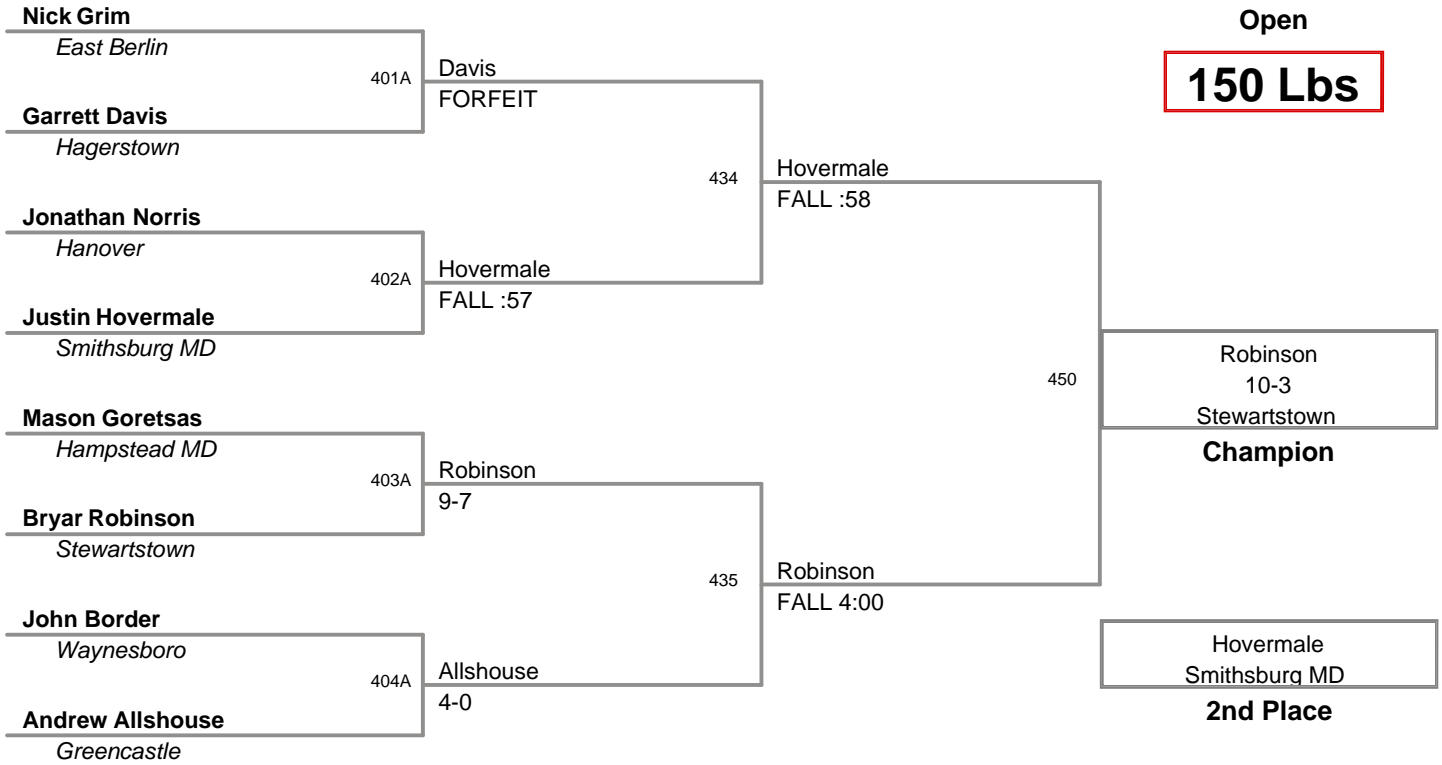 Nick Grim
East Berlin
401A
Garrett Davis
Hagerstown
Jonathan Norris
Hanover
402A
Justin Hovermale
Smithsburg MD
Mason Goretsas
Hampstead MD
403A
Bryar Robinson
Stewartstown
John Border
Waynesboro
404A
Andrew Allshouse
Greencastle
Davis
FORFEIT
434
Hovermale
FALL :57
Robinson
9-7
435
Allshouse
4-0
Hovermale
FALL :58
450
Robinson
FALL 4:00
Open
150 Lbs
Robinson
10-3
Stewartstown
Champion
Hovermale
Smithsburg MD
2nd Place